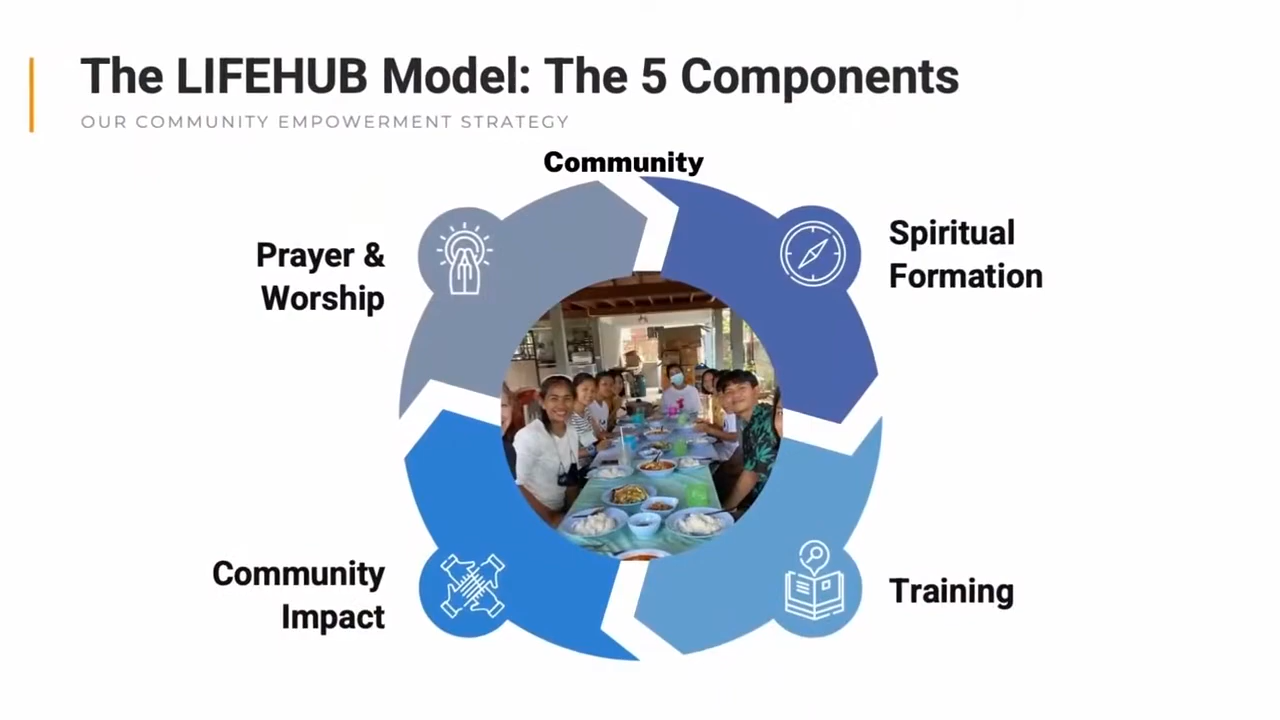 The LIFEHUB Model: The 5 Components
OUR COMMUNITY EMPOWERMENT STRATEGY
Community
Prayer &
Worship
Spiritual
Formation
Community
Impact
Training